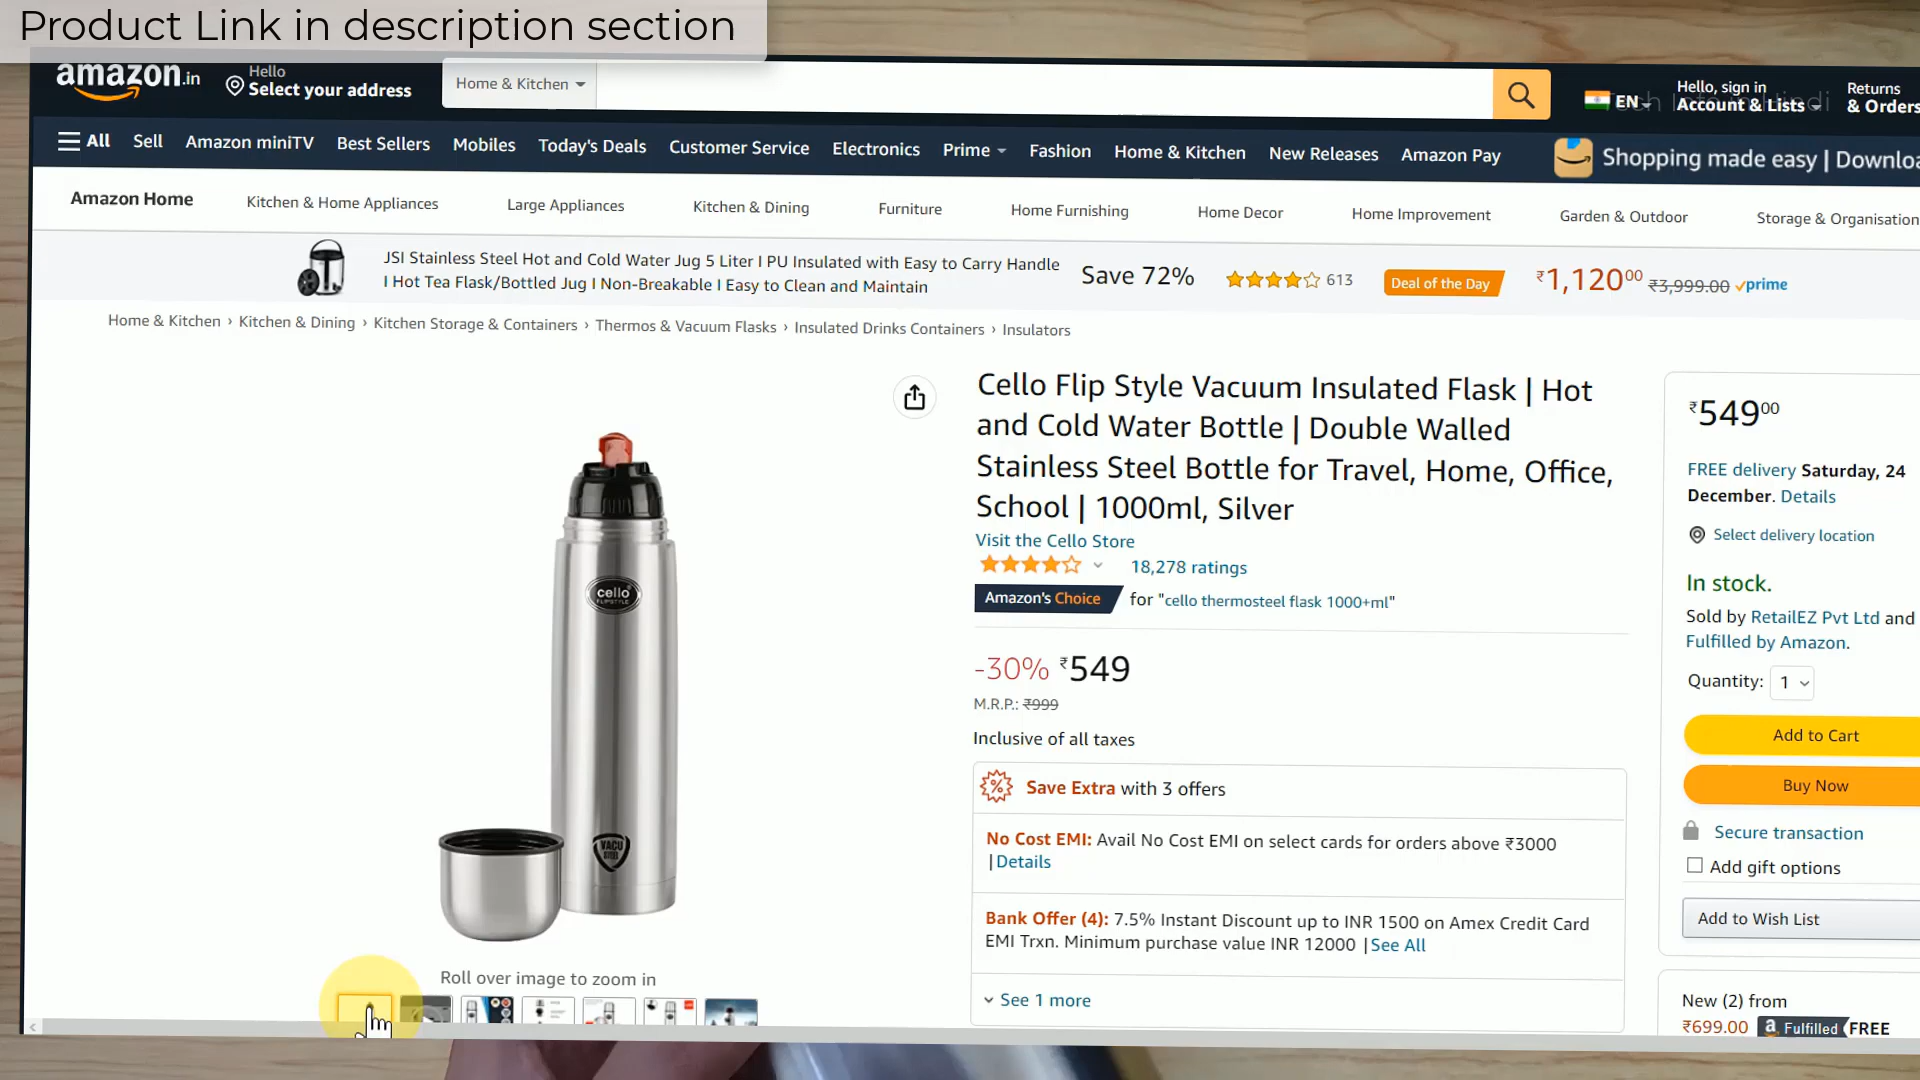 Product Link in description section
amazon.in
Hello
Select your address
Home & Kitchen
EN
Tech Info in Hindi
Hello, sign in
Account & Lists
Returns
& Orders
All
Sell
Amazon miniTV
Best Sellers
Mobiles
Today's Deals
Customer Service
Electronics
Prime
Fashion
Home & Kitchen
New Releases
Amazon Pay
Shopping made easy | Downloa
Amazon Home
Kitchen & Home Appliances
Large Appliances
Kitchen & Dining
Furniture
Home Furnishing
Home Decor
Home Improvement
Garden & Outdoor
Storage & Organisation
JSI Stainless Steel Hot and Cold Water Jug 5 Liter I PU Insulated with Easy to Carry Handle
I Hot Tea Flask/Bottled Jug I Non-Breakable I Easy to Clean and Maintain
Save 72%
613
Deal of the Day
₹1,12000 ₹3,999.00 prime
Home & Kitchen › Kitchen & Dining › Kitchen Storage & Containers › Thermos & Vacuum Flasks › Insulated Drinks Containers › Insulators
Cello Flip Style Vacuum Insulated Flask | Hot
and Cold Water Bottle | Double Walled
Stainless Steel Bottle for Travel, Home, Office,
School | 1000ml, Silver
Visit the Cello Store
18,278 ratings
Amazon's Choice for "cello thermosteel flask 1000+ml"
-30% ₹549
M.R.P.: ₹999
Inclusive of all taxes
Save Extra with 3 offers
No Cost EMI: Avail No Cost EMI on select cards for orders above ₹3000
| Details
Bank Offer (4): 7.5% Instant Discount up to INR 1500 on Amex Credit Card
EMI Trxn. Minimum purchase value INR 12000 | See All
See 1 more
cello
FLIPSTYLE
VACU
STEEL
Roll over image to zoom in
₹54900
FREE delivery Saturday, 24
December. Details
Select delivery location
In stock.
Sold by RetailEZ Pvt Ltd and
Fulfilled by Amazon.
Quantity: 1
Add to Cart
Buy Now
Secure transaction
Add gift options
Add to Wish List
New (2) from
₹699.00 a Fulfilled FREE